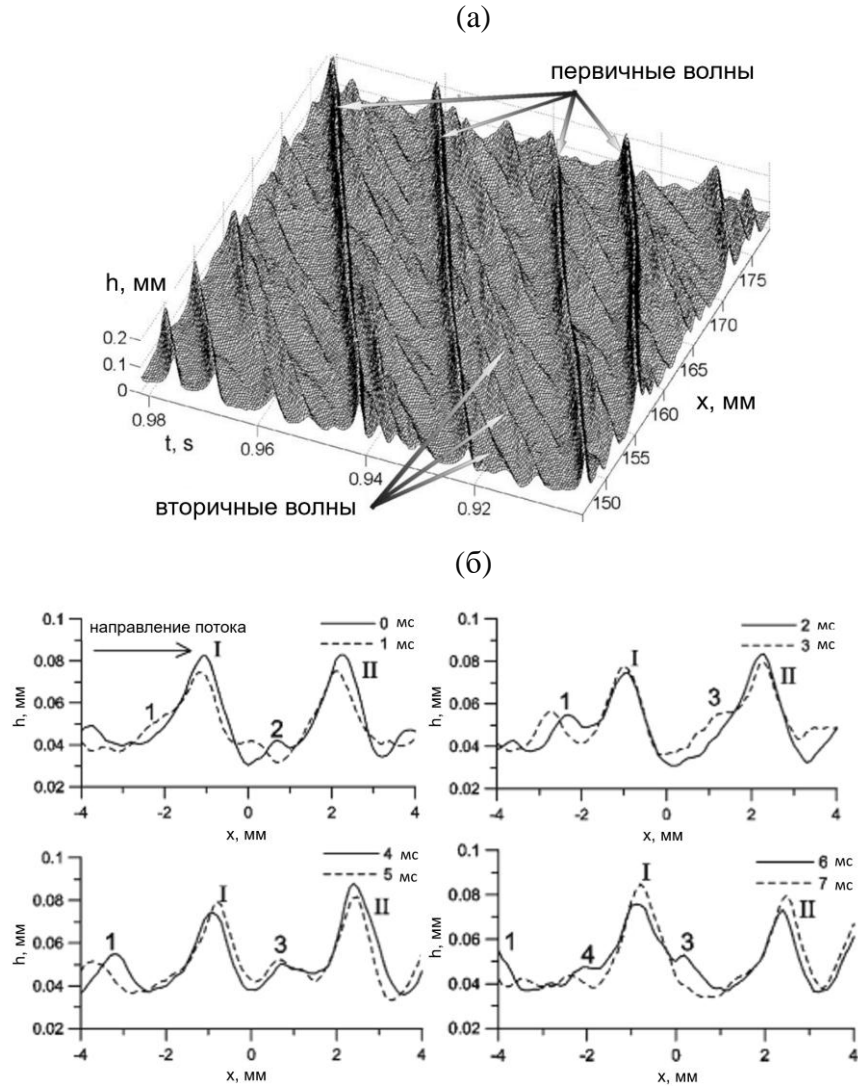 (а)
первичные волны
h, мм
0.2
0.1
0
0.98
t, s
0.96
0.94
0.92
вторичные волны
150
155
160
165
170
175
x, мм
(б)
0.1
0.08
0.06
0.04
0.02
h, мм
направление потока
0 мс
1 мс
I
II
1
2
-4 -2 0 2 4
x, мм
0.1
0.08
0.06
0.04
0.02
h, мм
2 мс
3 мс
I
II
1
3
-4 -2 0 2 4
x, мм
0.1
0.08
0.06
0.04
0.02
h, мм
4 мс
5 мс
I
II
1
3
-4 -2 0 2 4
x, мм
0.1
0.08
0.06
0.04
0.02
h, мм
6 мс
7 мс
I
II
1
4
3
-4 -2 0 2 4
x, мм